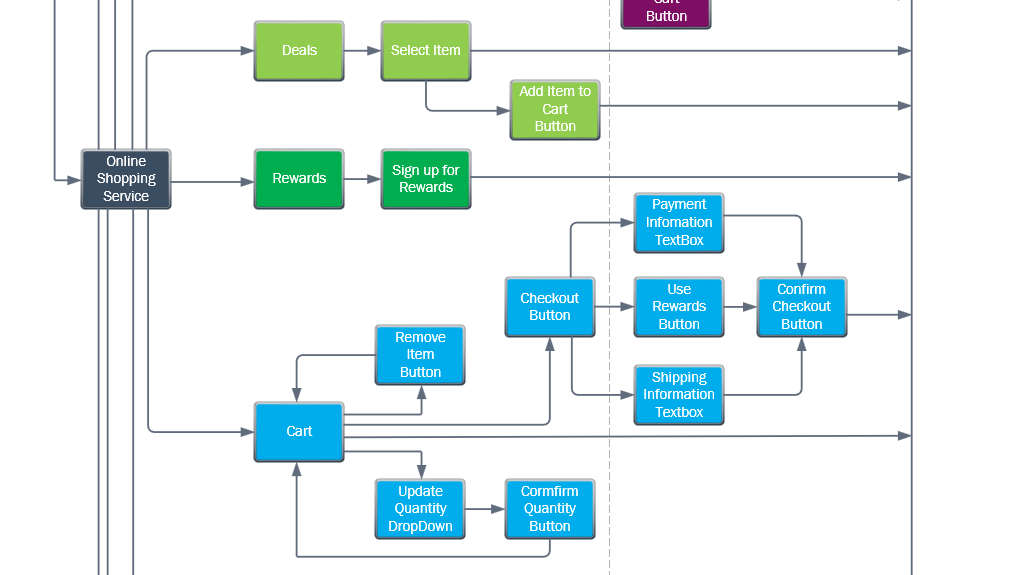 Cart
Button
Deals
Select Item
Add Item to
Cart
Button
Online
Shopping
Service
Rewards
Sign up for
Rewards
Payment
Infomation
TextBox
Checkout
Button
Use
Rewards
Button
Confirm
Checkout
Button
Remove
Item
Button
Shipping
Information
Textbox
Cart
Update
Quantity
DropDown
Cormfirm
Quantity
Button